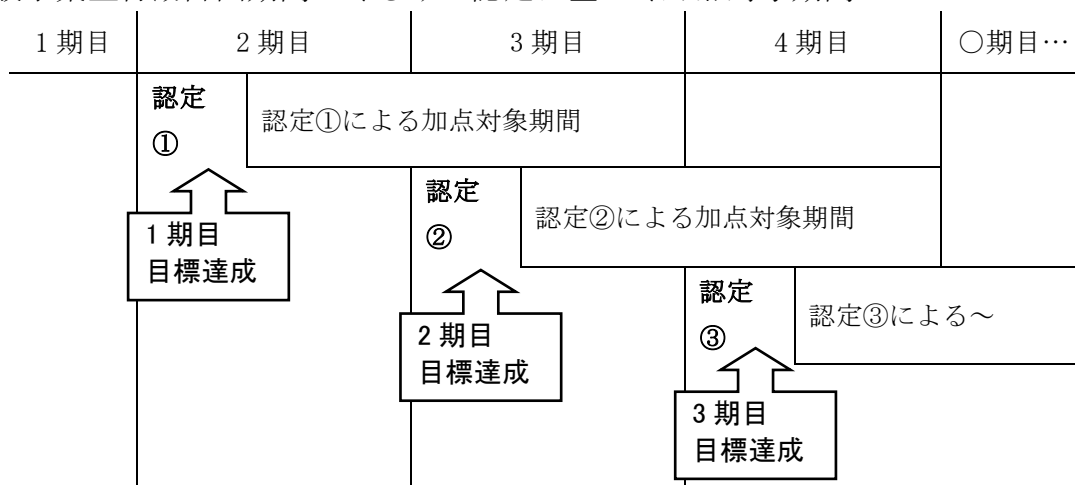 1期目 2期目 3期目 4期目 〇期目…
認定
①
認定①による加点対象期間
1期目
目標達成
認定
②
認定②による加点対象期間
2期目
目標達成
認定
③
認定③による～
3期目
目標達成